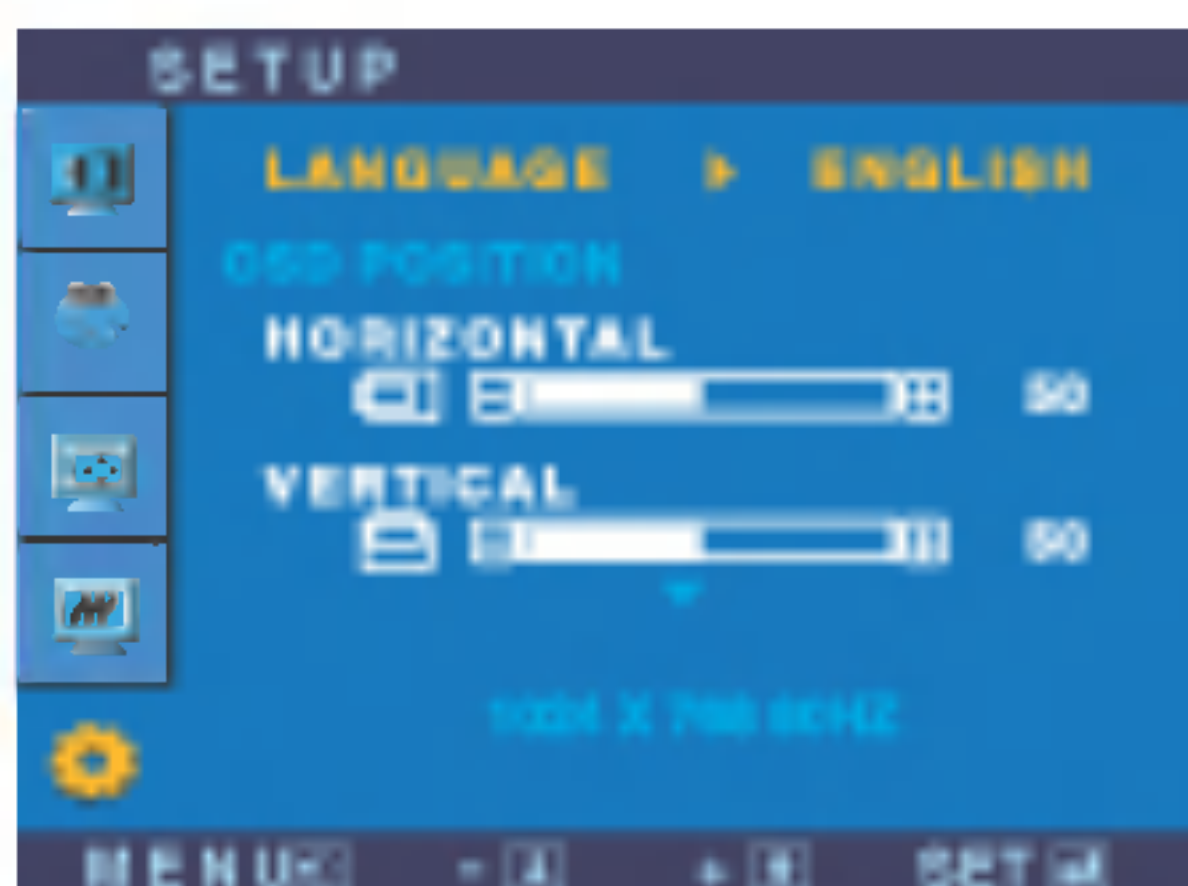 SETUP
LANGUAGE ENGLISH
OSD POSITION
HORIZONTAL
50
VERTICAL
50
1024 X 768 60HZ
MENU - +  SET